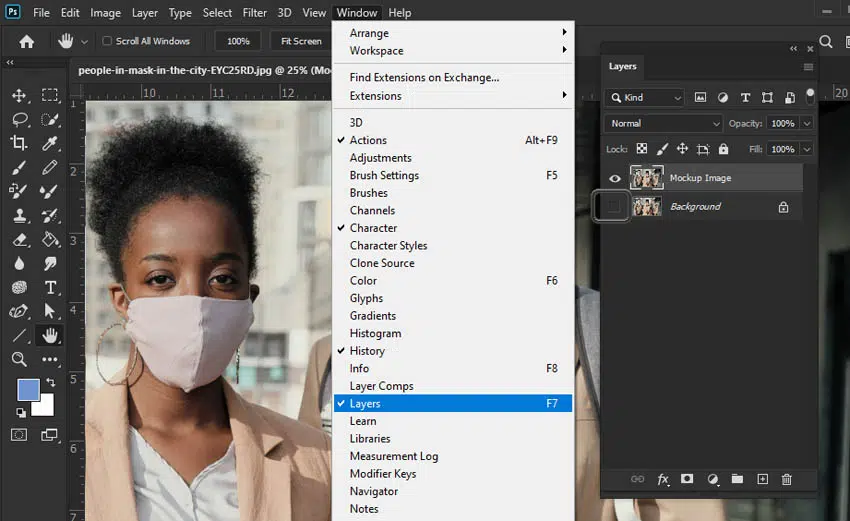 Ps File Edit Image Layer Type Select Filter 3D View Window Help
Scroll All Windows 100% Fit Screen
people-in-mask-in-the-city-EYC25RD.jpg @ 25% (Mo
10 11 12 20
1
2
3
4
5
6
7
Arrange
Workspace
Find Extensions on Exchange...
Extensions
3D
Actions Alt+F9
Adjustments
Brush Settings F5
Brushes
Channels
Character
Character Styles
Clone Source
Color F6
Glyphs
Gradients
Histogram
History
Info F8
Layer Comps
Layers F7
Learn
Libraries
Measurement Log
Modifier Keys
Navigator
Notes
Layers
Kind
Normal Opacity: 100%
Lock: Fill: 100%
Mockup Image
Background
fx